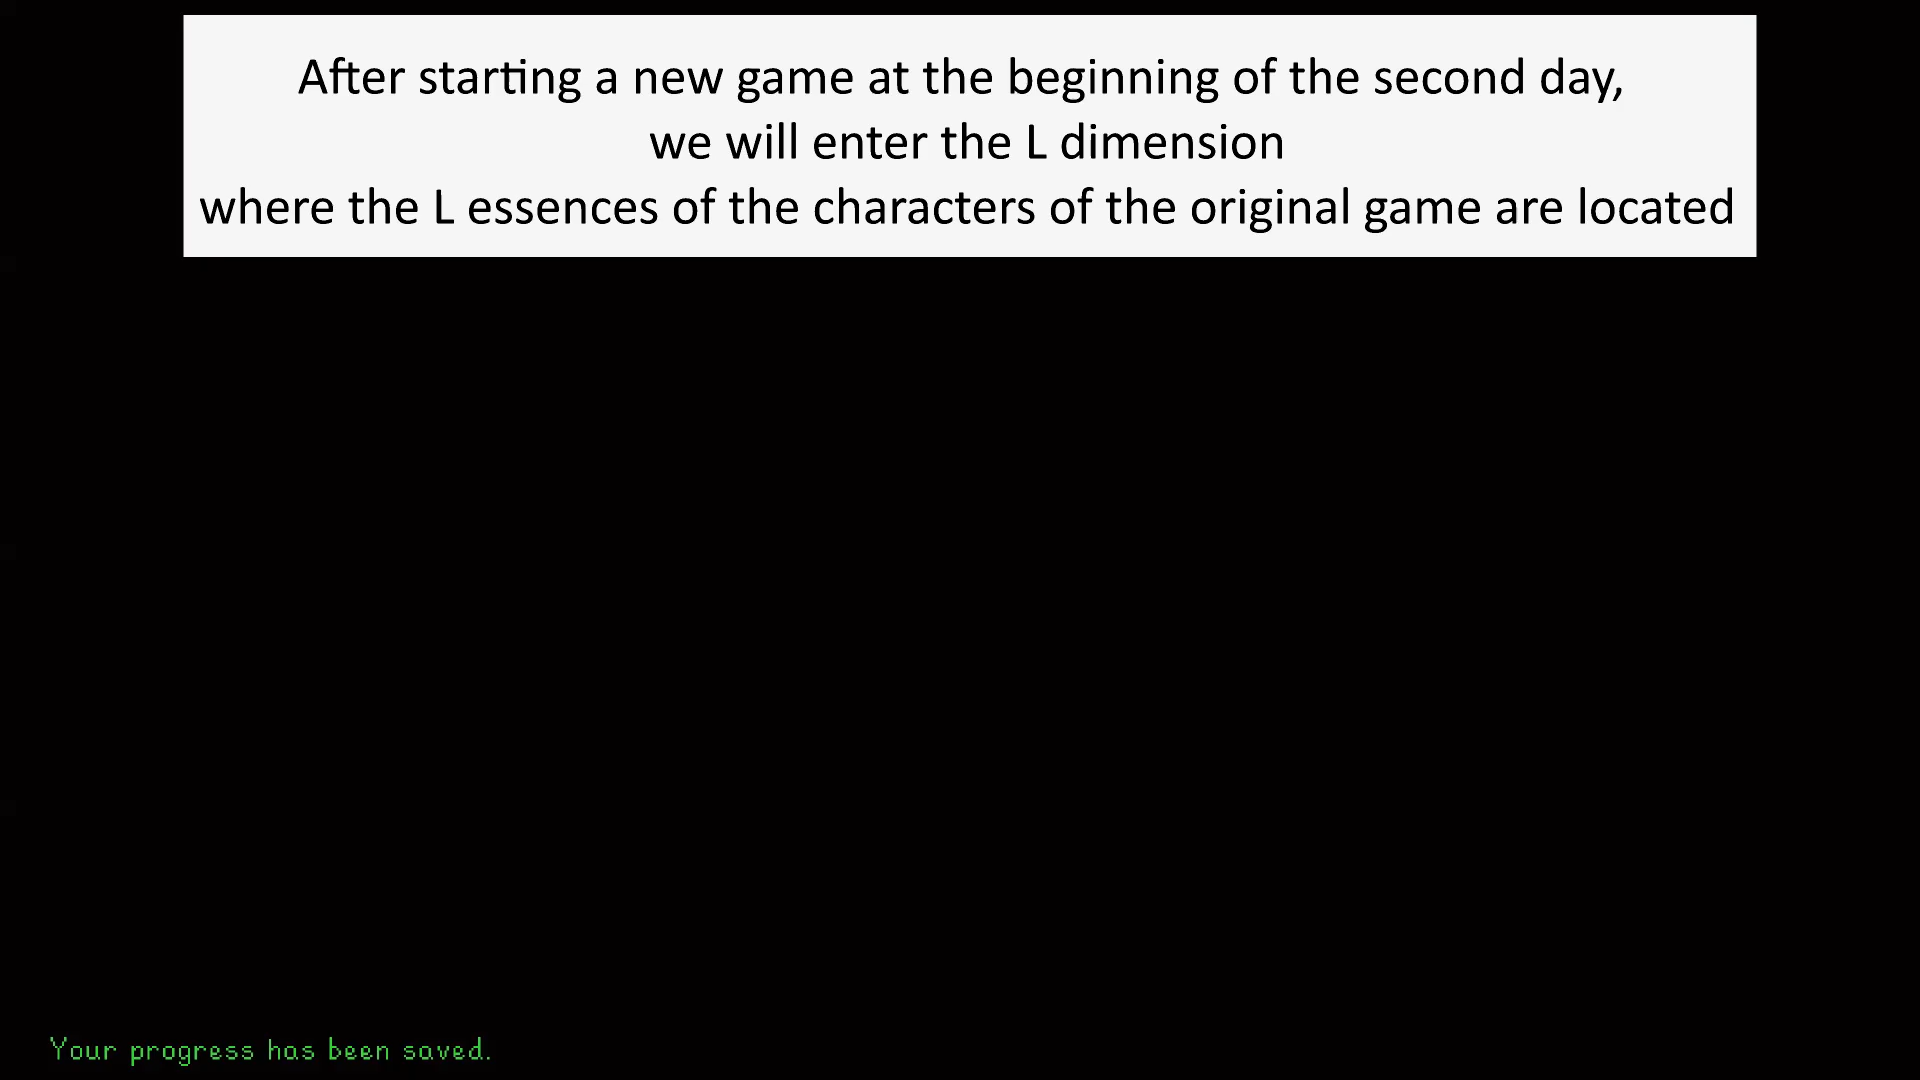 After starting a new game at the beginning of the second day,
we will enter the L dimension
where the L essences of the characters of the original game are located
Your progress has been saved.